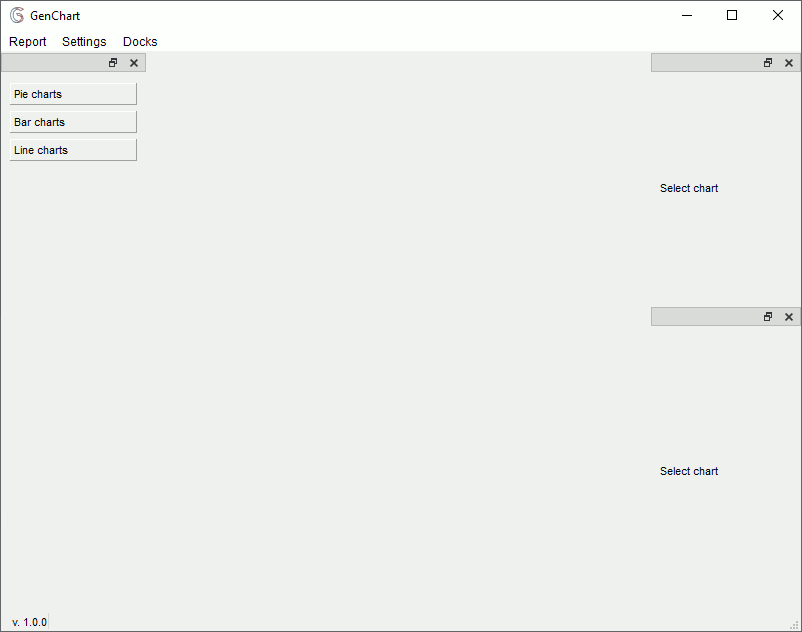 GenChart
Report Settings Docks
Pie charts
Bar charts
Line charts
Select chart
Select chart
v. 1.0.0